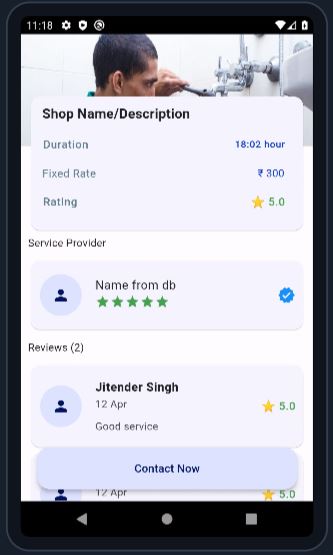 11:18
Shop Name/Description
Duration 18:02 hour
Fixed Rate ₹ 300
Rating 5.0
Service Provider
Name from db
Reviews (2)
Jitender Singh
12 Apr 5.0
Good service
Contact Now
12 Apr 5.0